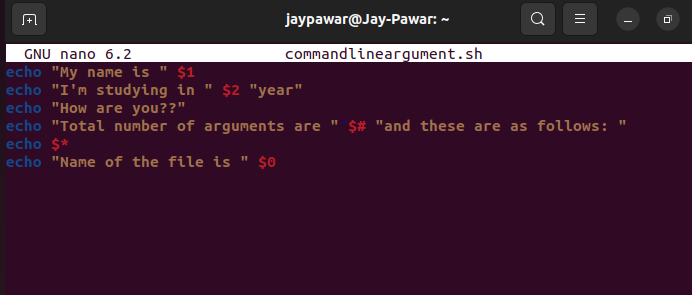 jaypawar@Jay-Pawar: ~
GNU nano 6.2 commandlineargument.sh
echo "My name is " $1
echo "I'm studying in " $2 "year"
echo "How are you??"
echo "Total number of arguments are " $# "and these are as follows: "
echo $*
echo "Name of the file is " $0